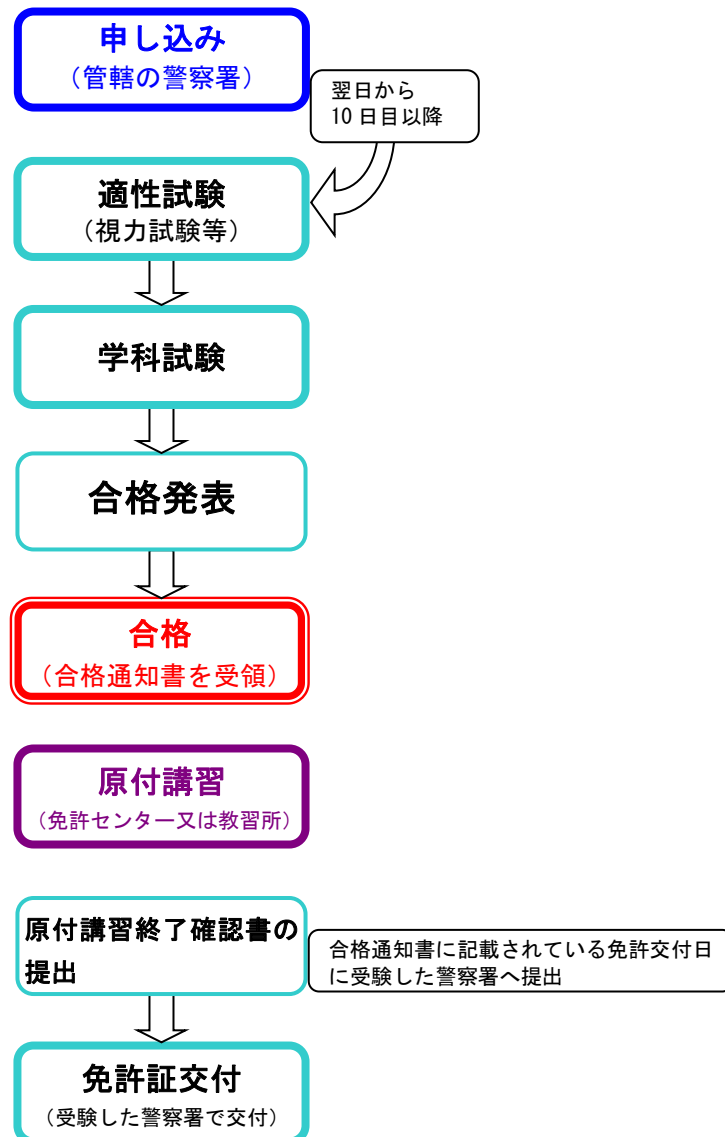 申し込み
（管轄の警察署）
翌日から
10日目以降
適性試験
（視力試験等）
学科試験
合格発表
合格
（合格通知書を受領）
原付講習
（免許センター又は教習所）
原付講習終了確認書の
提出
合格通知書に記載されている免許交付日
に受験した警察署へ提出
免許証交付
（受験した警察署で交付）